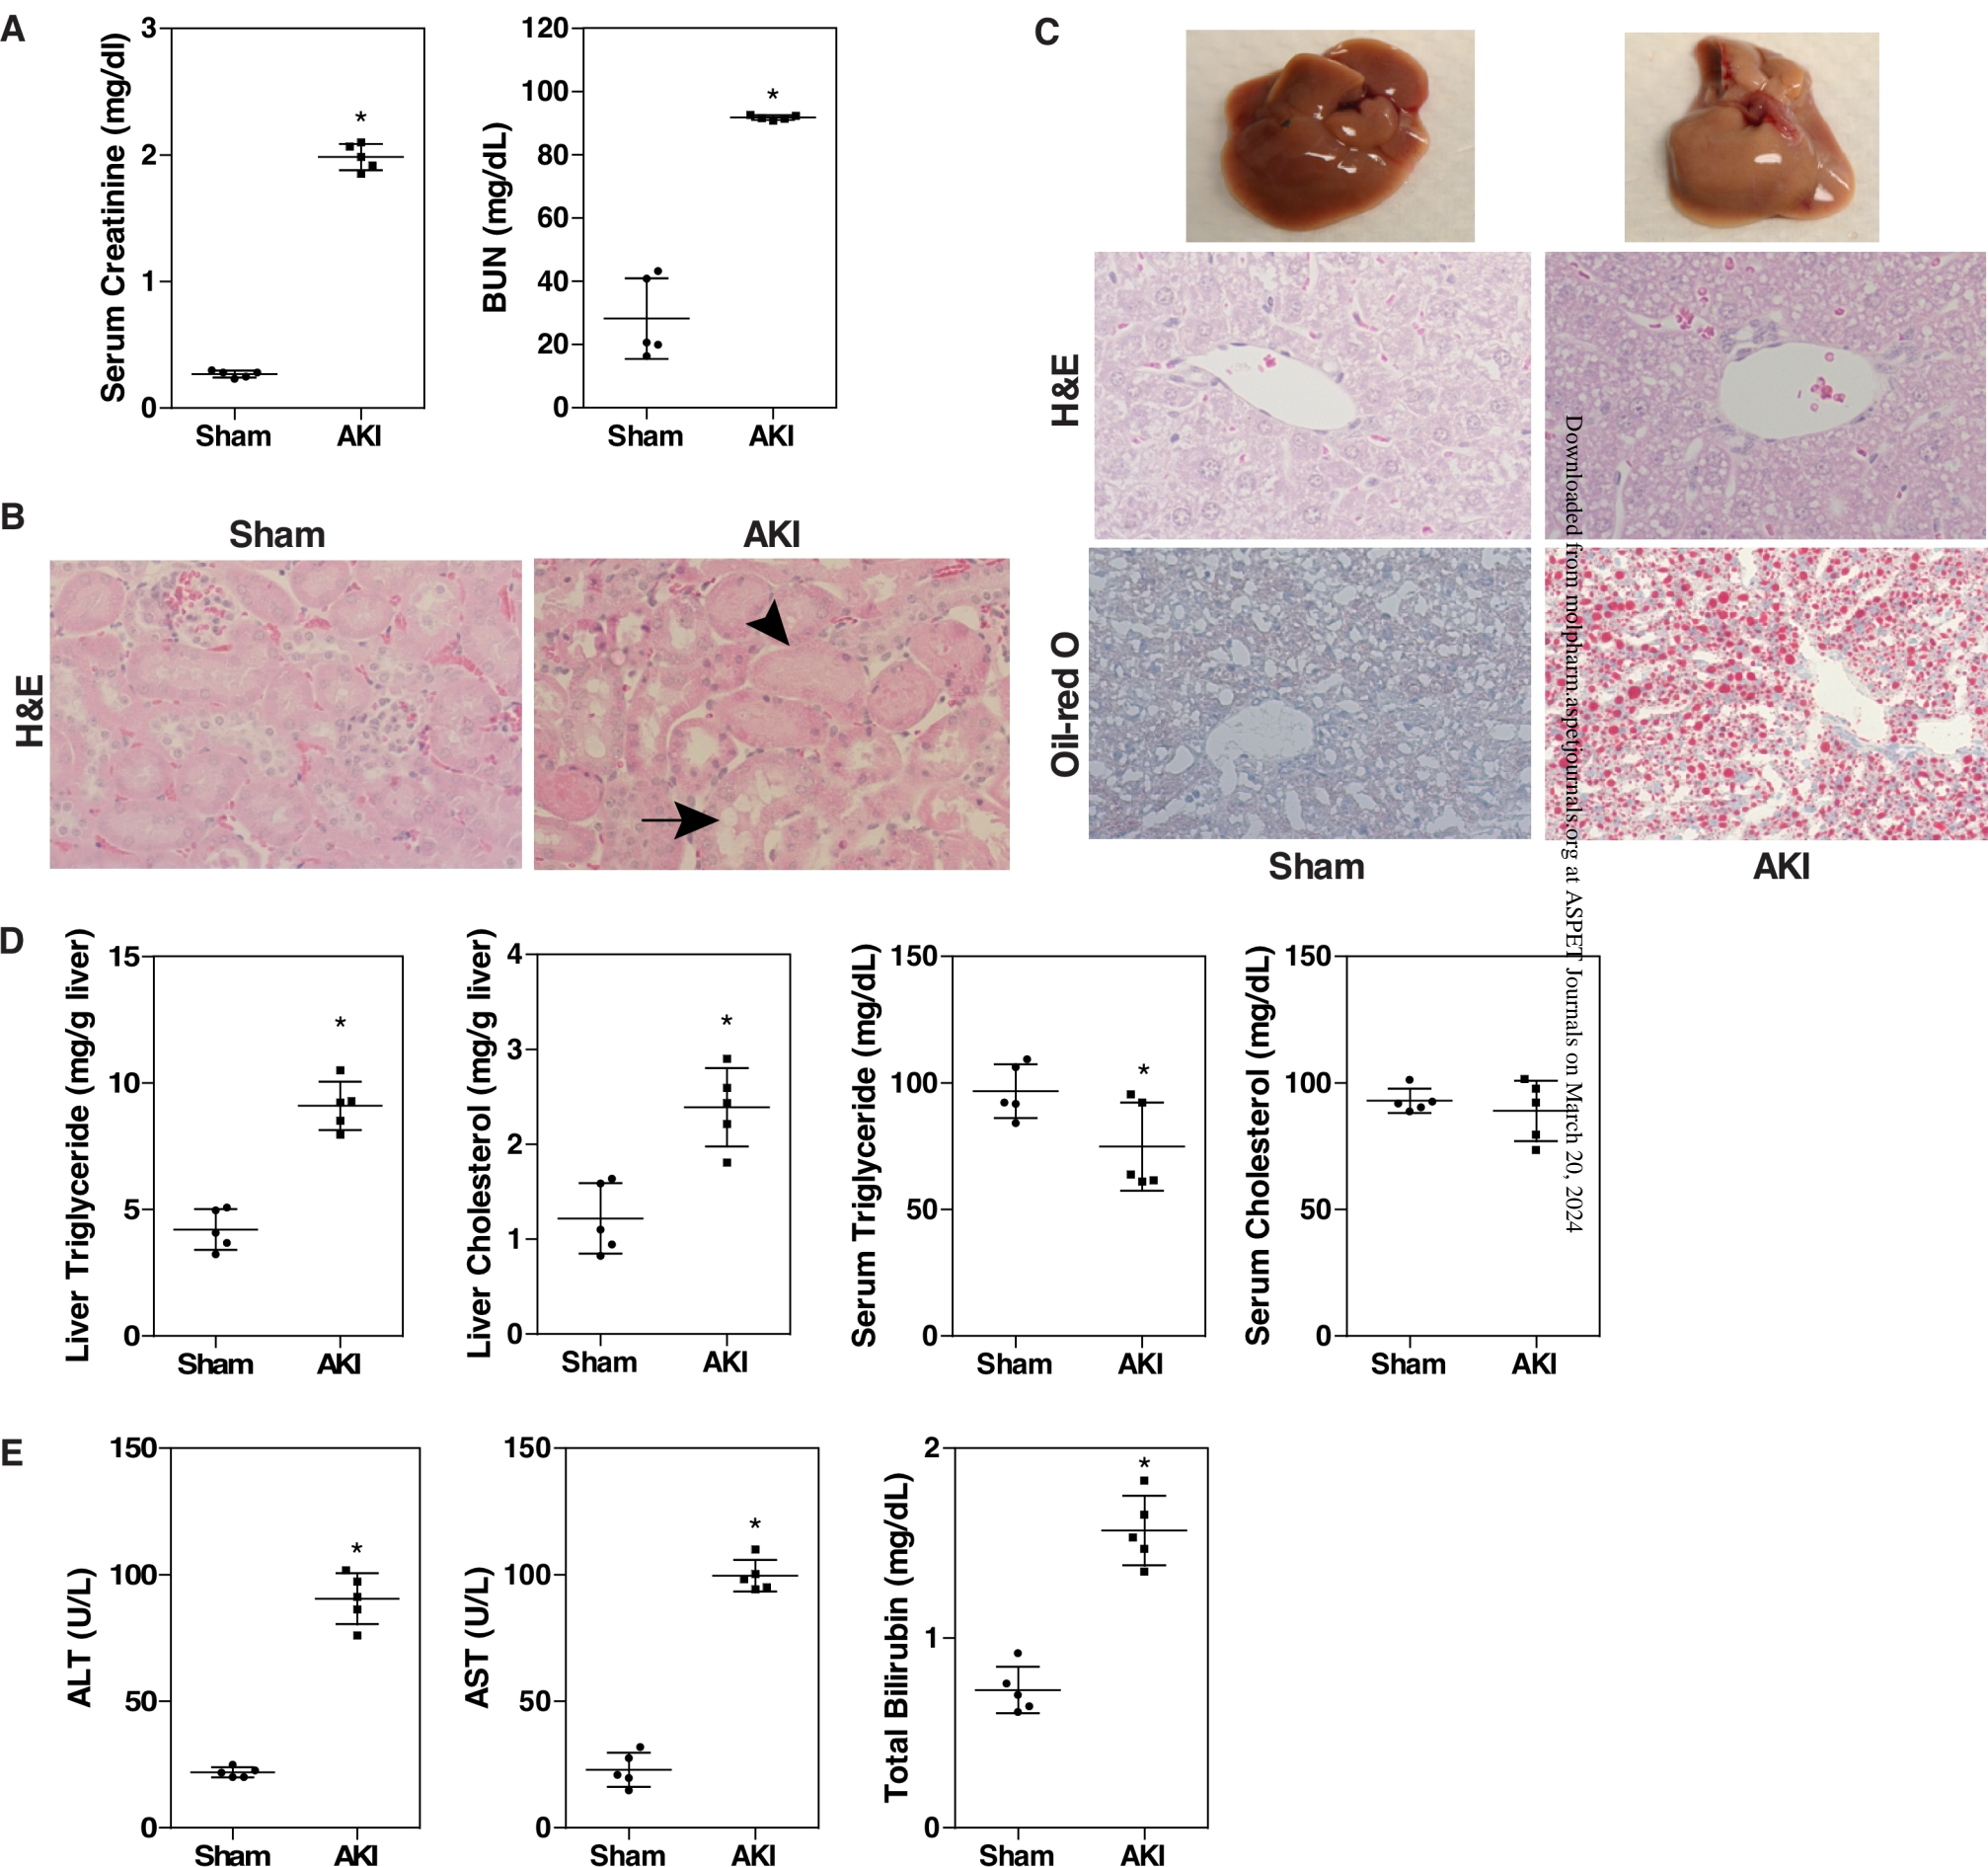 A
Serum Creatinine (mg/dl)
3
2
1
0
*
Sham
AKI
BUN (mg/dL)
120
100
80
60
40
20
0
*
Sham
AKI
B
Sham
AKI
H&E
C
H&E
Oil-red O
Sham
AKI
Downloaded from molpharm.aspetjournals.org at ASPET Journals on March 20, 2024
D
Liver Triglyceride (mg/g liver)
15
10
5
0
*
Sham
AKI
Liver Cholesterol (mg/g liver)
4
3
2
1
0
*
Sham
AKI
Serum Triglyceride (mg/dL)
150
100
50
0
*
Sham
AKI
Serum Cholesterol (mg/dL)
150
100
50
0
Sham
AKI
E
ALT (U/L)
150
100
50
0
*
Sham
AKI
AST (U/L)
150
100
50
0
*
Sham
AKI
Total Bilirubin (mg/dL)
2
1
0
*
Sham
AKI